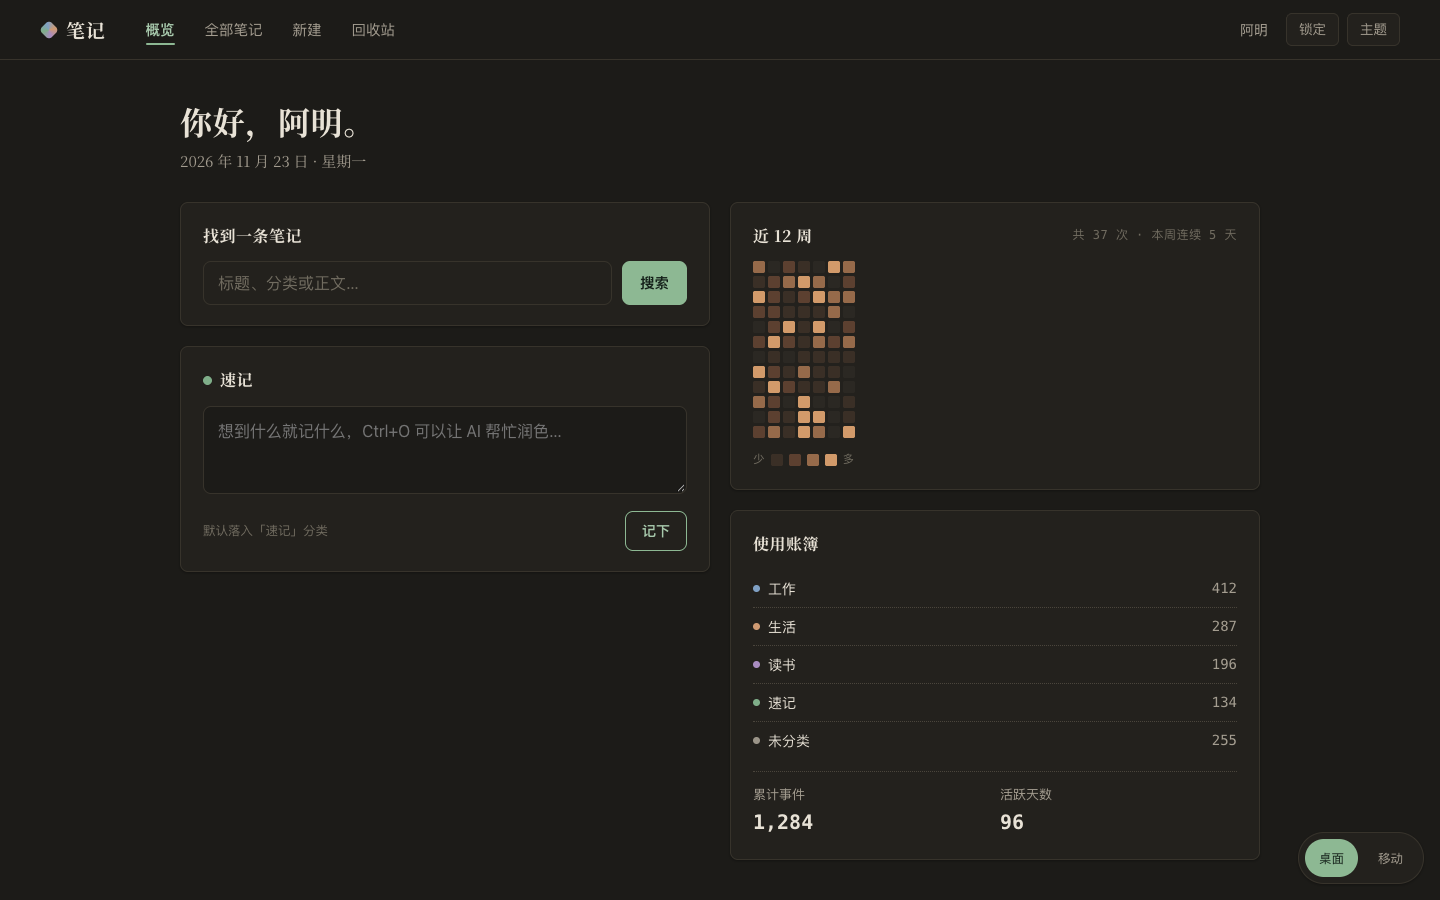 笔记
概览
全部笔记
新建
回收站
阿明
锁定
主题
你好，阿明。
2026 年 11 月 23 日 · 星期一
找到一条笔记
标题、分类或正文...
搜索
速记
想到什么就记什么，Ctrl+O 可以让 AI 帮忙润色...
默认落入「速记」分类
记下
近 12 周
共 37 次 · 本周连续 5 天
少
多
使用账簿
工作 412
生活 287
读书 196
速记 134
未分类 255
累计事件
1,284
活跃天数
96
桌面
移动